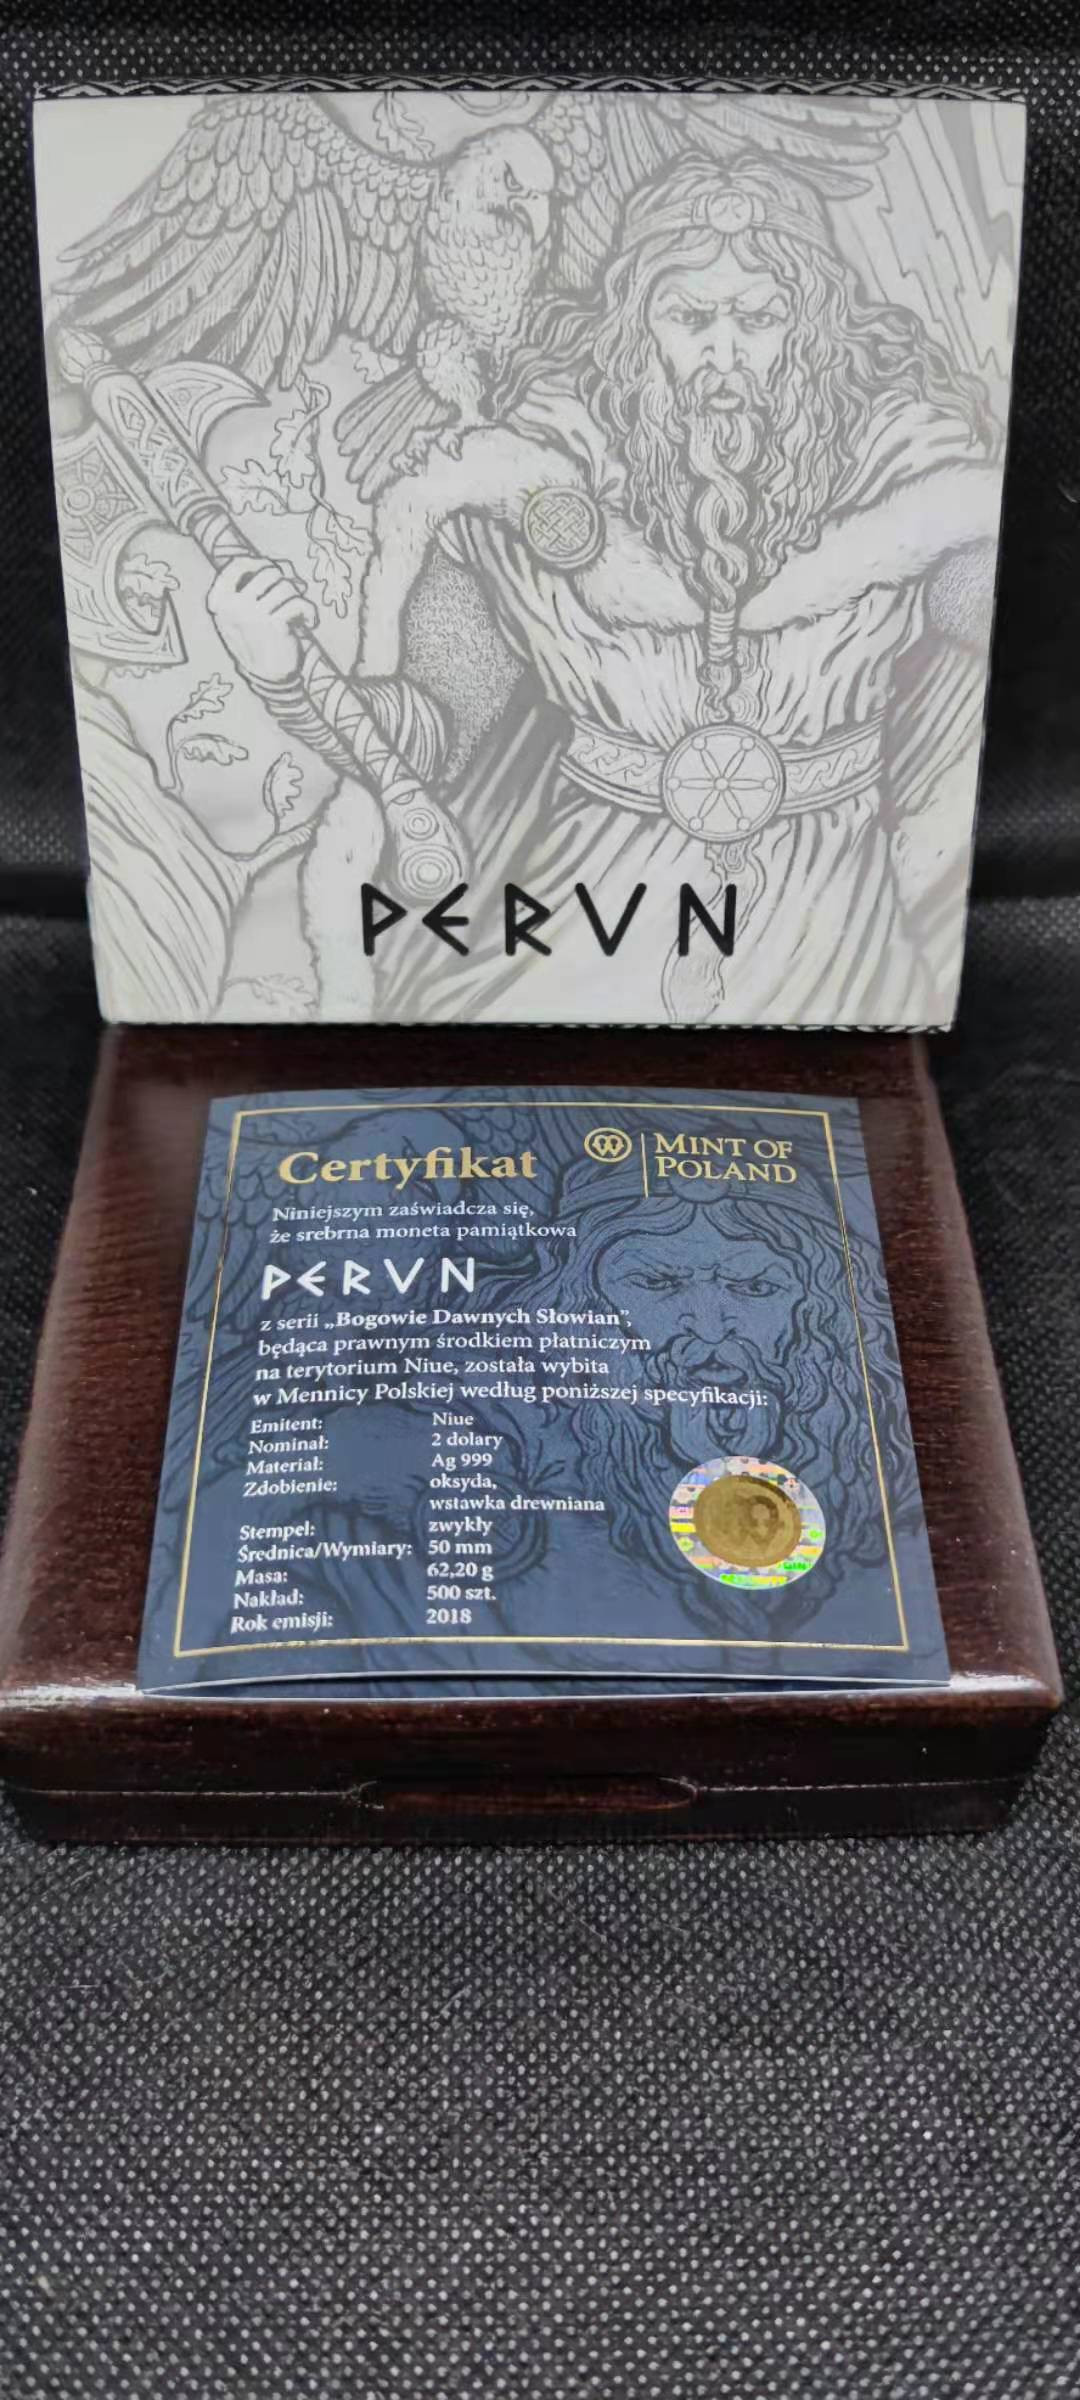 PERVN
Certyfikat
MINT OF
POLAND
Niniejszym zaświadcza się,
że srebrna moneta pamiątkowa
PERVN
z serii „Bogowie Dawnych Słowian”,
będąca prawnym środkiem płatniczym
na terytorium Niue, została wybita
w Mennicy Polskiej według poniższej specyfikacji:
Emitent: Niue
Nominał: 2 dolary
Materiał: Ag 999
Zdobienie: oksyda,
wstawka drewniana
Stempel: zwykły
Średnica/Wymiary: 50 mm
Masa: 62,20 g
Nakład: 500 szt.
Rok emisji: 2018